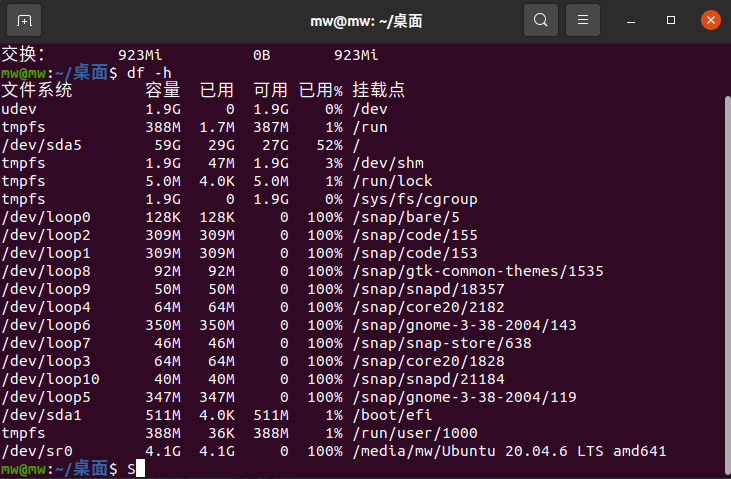 mw@mw: ~/桌面
交换： 923Mi 0B 923Mi
mw@mw:~/桌面$ df -h
文件系统 容量 已用 可用 已用% 挂载点
udev 1.9G 0 1.9G 0% /dev
tmpfs 388M 1.7M 387M 1% /run
/dev/sda5 59G 29G 27G 52% /
tmpfs 1.9G 47M 1.9G 3% /dev/shm
tmpfs 5.0M 4.0K 5.0M 1% /run/lock
tmpfs 1.9G 0 1.9G 0% /sys/fs/cgroup
/dev/loop0 128K 128K 0 100% /snap/bare/5
/dev/loop2 309M 309M 0 100% /snap/code/155
/dev/loop1 309M 309M 0 100% /snap/code/153
/dev/loop8 92M 92M 0 100% /snap/gtk-common-themes/1535
/dev/loop9 50M 50M 0 100% /snap/snapd/18357
/dev/loop4 64M 64M 0 100% /snap/core20/2182
/dev/loop6 350M 350M 0 100% /snap/gnome-3-38-2004/143
/dev/loop7 46M 46M 0 100% /snap/snap-store/638
/dev/loop3 64M 64M 0 100% /snap/core20/1828
/dev/loop10 40M 40M 0 100% /snap/snapd/21184
/dev/loop5 347M 347M 0 100% /snap/gnome-3-38-2004/119
/dev/sda1 511M 4.0K 511M 1% /boot/efi
tmpfs 388M 36K 388M 1% /run/user/1000
/dev/sr0 4.1G 4.1G 0 100% /media/mw/Ubuntu 20.04.6 LTS amd641
mw@mw:~/桌面$ S